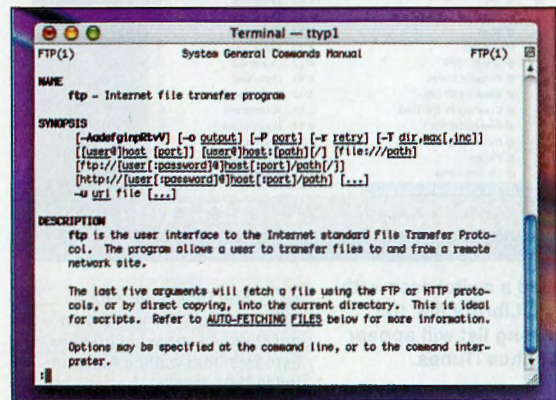 Terminal — ttyp1
FTP(1) System General Commands Manual FTP(1)
NAME
ftp - Internet file transfer program
SYNOPSIS
[-AadefginpRtvV] [-o output] [-P port] [-r retry] [-T dir,max[,inc]]
[[user@]host [port]] [user@]host:[path][/] [file:///path]
[ftp://[user[:password]@]host[:port]/path[/]]
[http://[user[:password]@]host[:port]/path] [...]
-u uri file [...]
DESCRIPTION
ftp is the user interface to the Internet standard File Transfer Proto-
col. The program allows a user to transfer files to and from a remote
network site.
The last five arguments will fetch a file using the FTP or HTTP proto-
cols, or by direct copying, into the current directory. This is ideal
for scripts. Refer to AUTO-FETCHING FILES below for more information.
Options may be specified at the command line, or to the command inter-
preter.
: